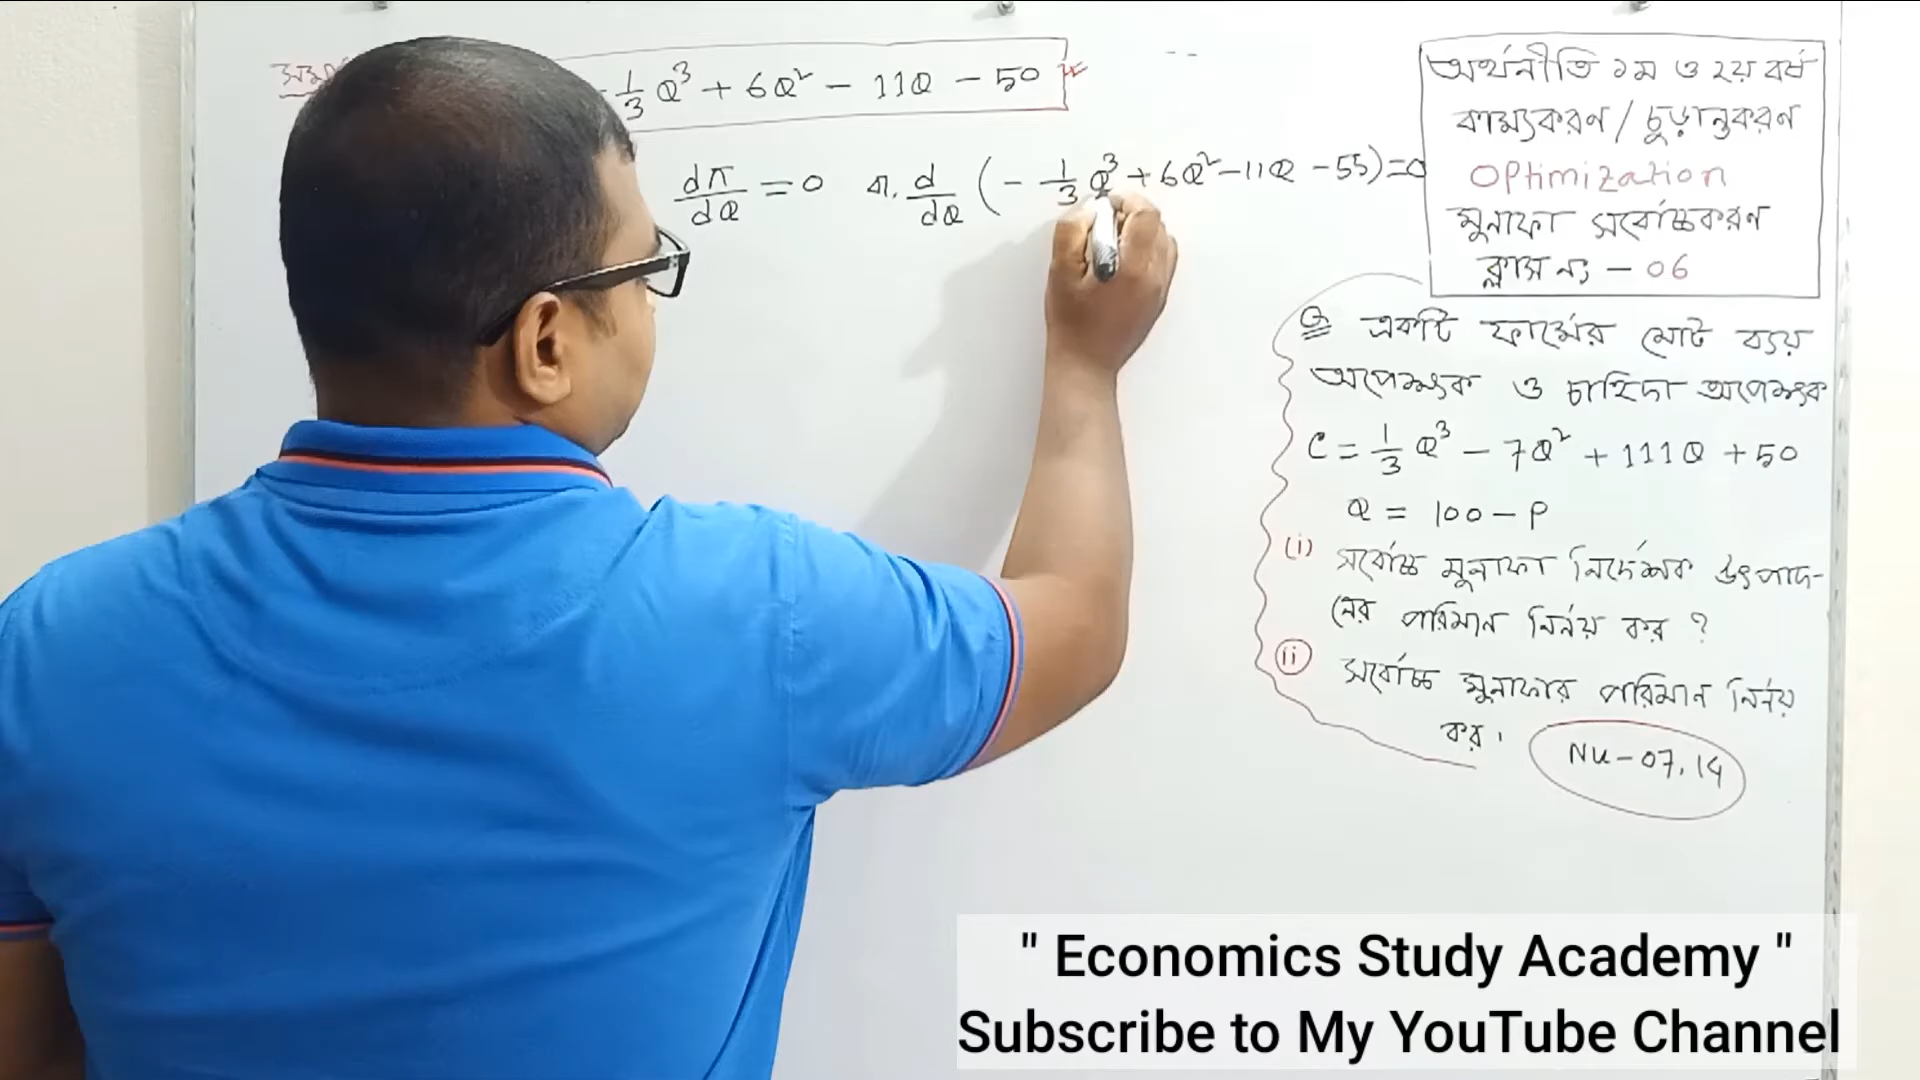 -1/3 Q³ + 6Q² - 11Q - 50
dπ/dQ = 0 বা, d/dQ (- 1/3 Q³ + 6Q² - 11Q - 55) = 0
অর্থনীতি ১ম ও ২য় বর্ষ
কাম্যকরণ / চুড়ান্তকরণ
Optimization
মুনাফা সর্বোচ্চকরণ
ক্লাস নং - 06
Q একটি ফার্মের মোট ব্যয়
অপেক্ষক ও চাহিদা অপেক্ষক
C = 1/3 Q³ - 7Q² + 111Q + 50
Q = 100 - P
(i) সর্বোচ্চ মুনাফা নির্দেশক উৎপাদ-
নের পরিমান নির্নয় কর ?
(ii) সর্বোচ্চ মুনাফার পরিমান নির্নয়
কর।
NU-07,14
" Economics Study Academy "
Subscribe to My YouTube Channel